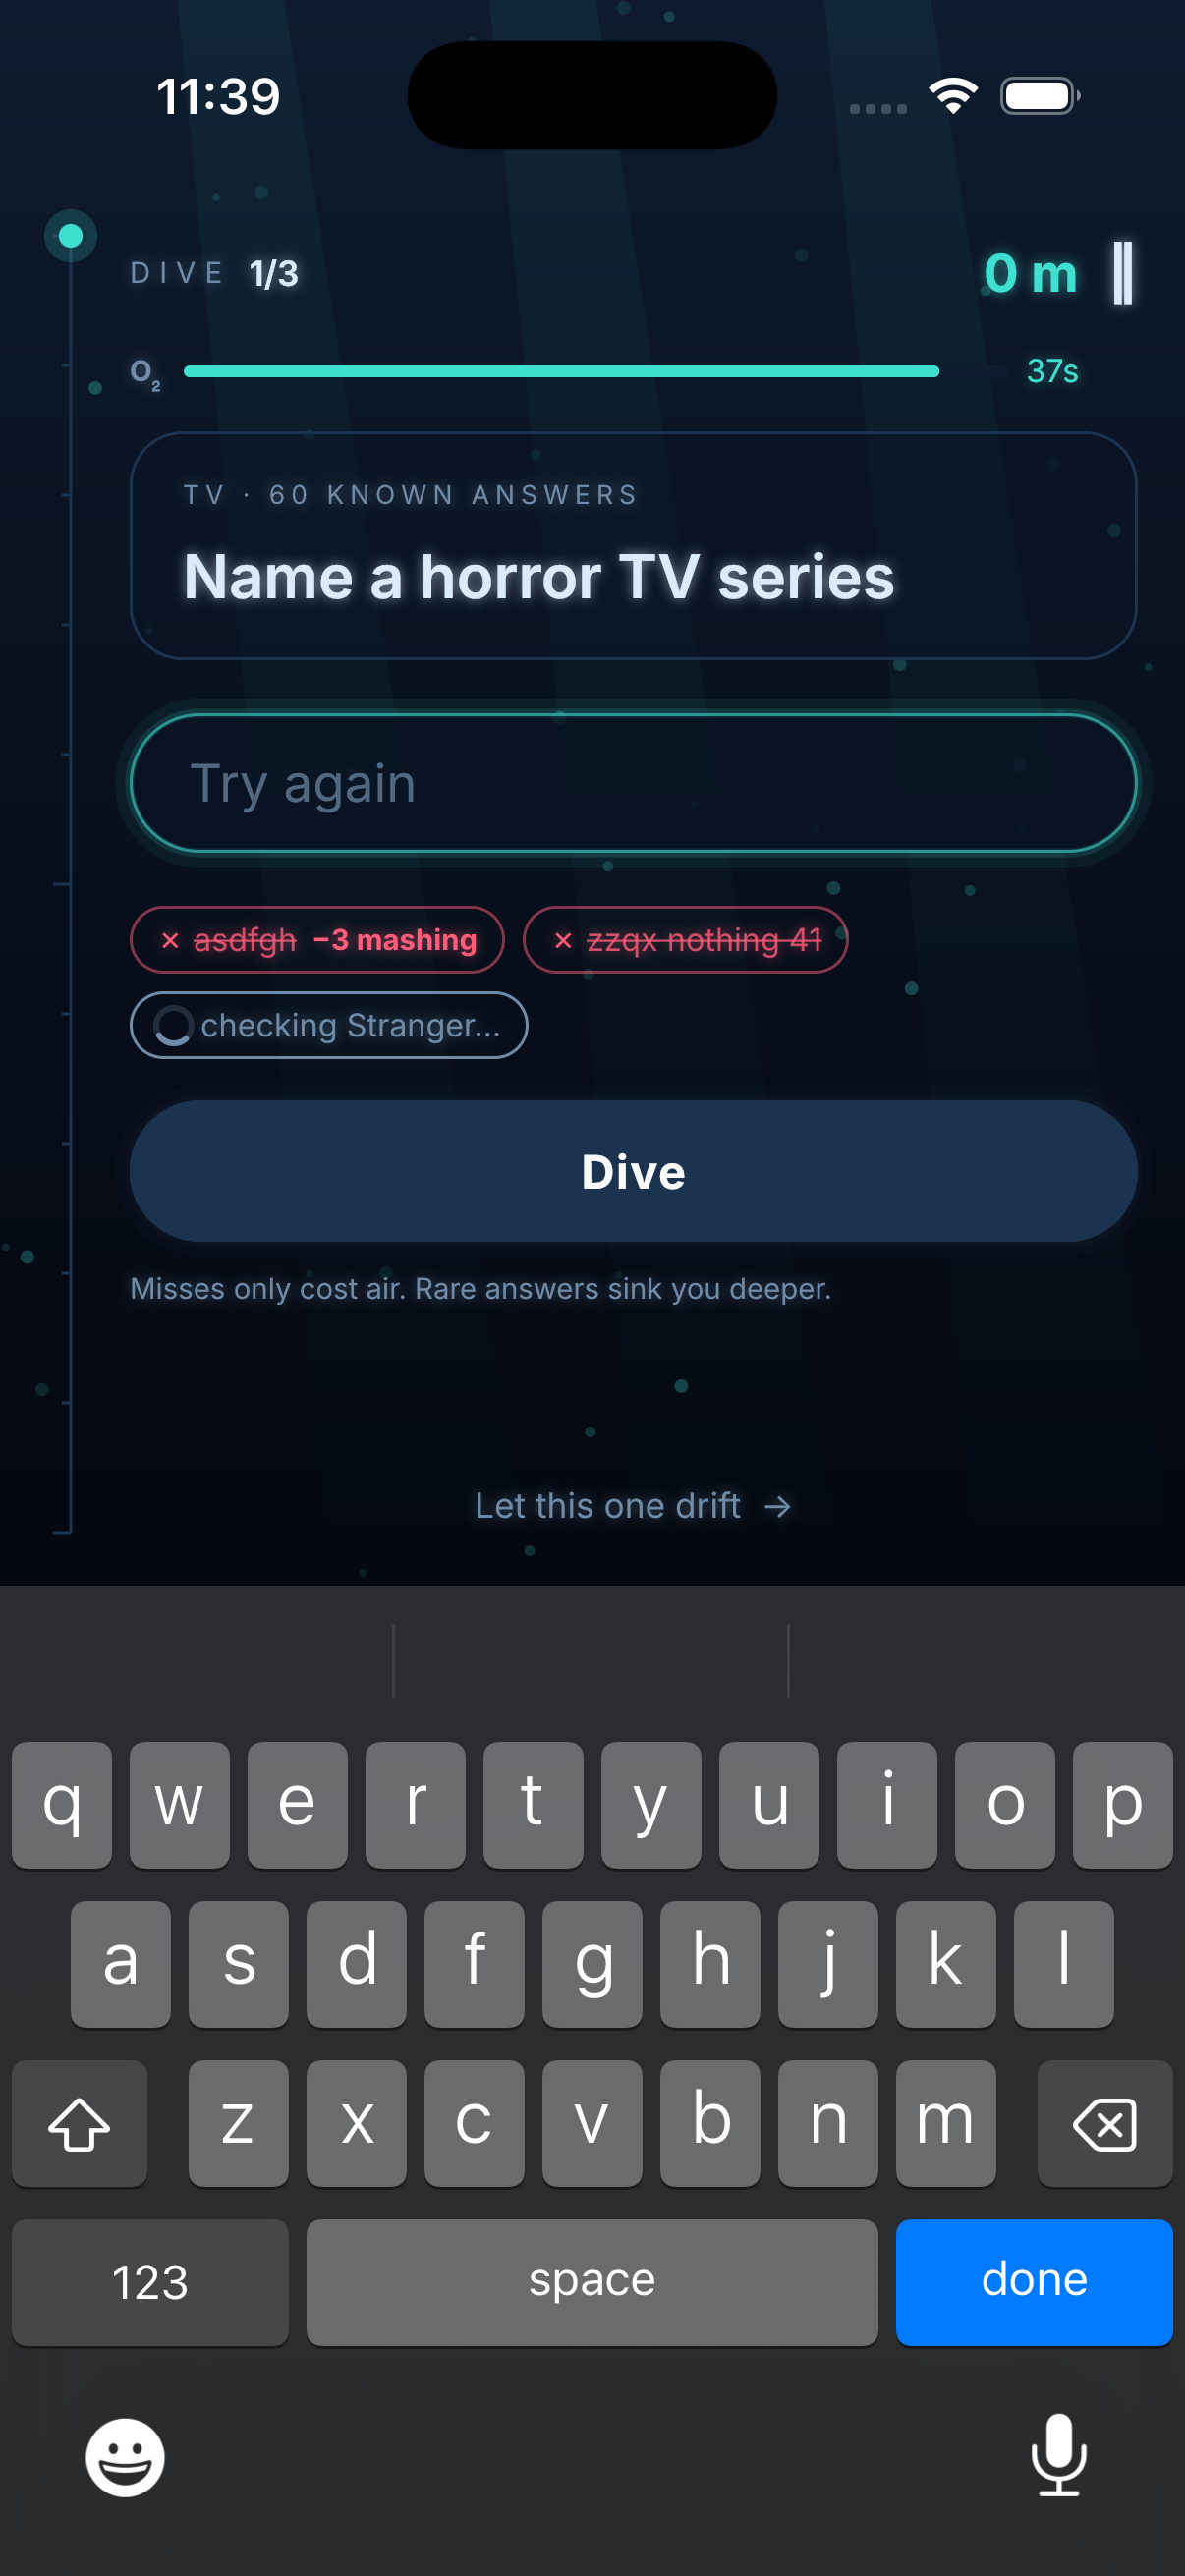 11:39
DIVE 1/3 0 m
O₂ 37s
TV · 60 KNOWN ANSWERS
Name a horror TV series
Try again
× asdfgh −3 mashing × zzqx nothing 41
checking Stranger...
Dive
Misses only cost air. Rare answers sink you deeper.
Let this one drift →
q w e r t y u i o p
a s d f g h j k l
z x c v b n m
123 space done